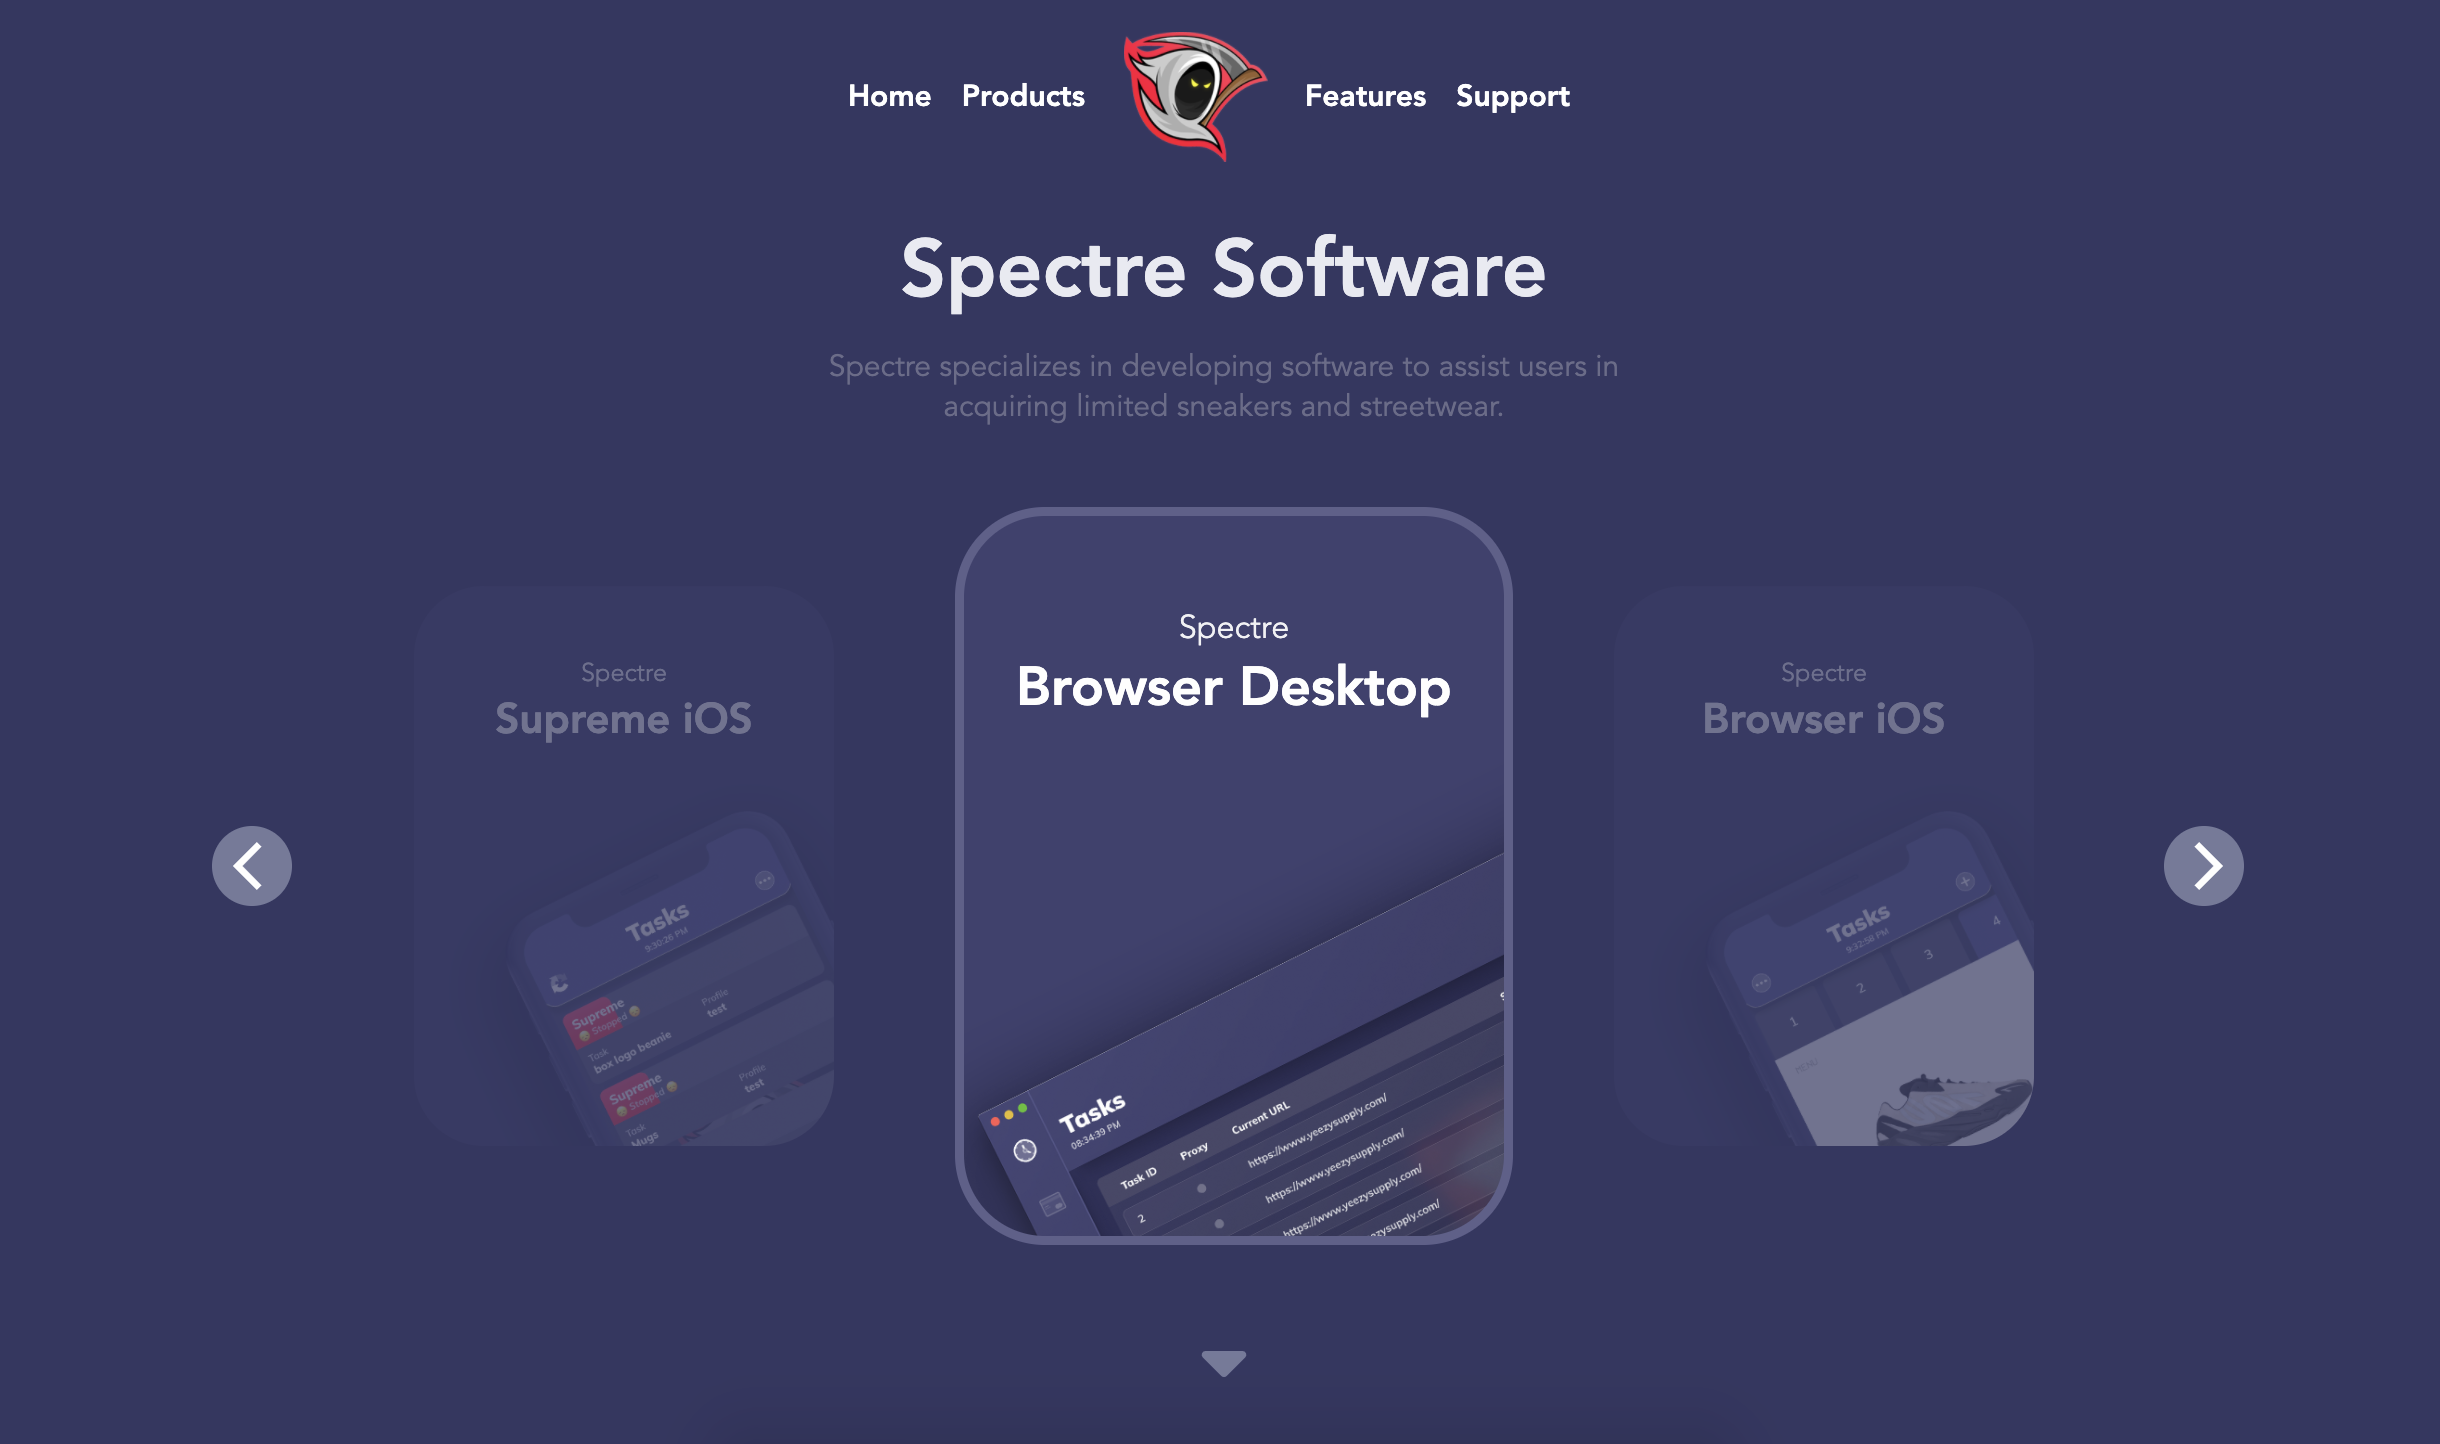 Home Products Features Support
Spectre Software
Spectre specializes in developing software to assist users in
acquiring limited sneakers and streetwear.
Spectre
Supreme iOS
Tasks
9:30:26 PM
Supreme
Stopped
Profile
test
Task
box logo beanie
Supreme
Stopped
Profile
test
Task
Mugs
Spectre
Browser Desktop
Tasks
08:34:39 PM
Task ID Proxy Current URL S
2 https://www.yeezysupply.com/
https://www.yeezysupply.com/
https://www.yeezysupply.com/
ezysupply.com/
Spectre
Browser iOS
Tasks
9:32:58 PM
1 2 3 4
MENU